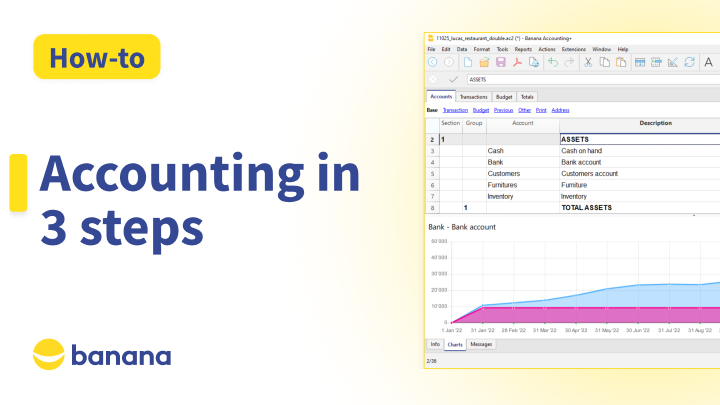 How-to
Accounting in
3 steps
banana
11025_lucas_restaurant_double.ac2 (*) - Banana Accounting+
File Edit Data Format Tools Reports Actions Extensions Window Help
A
ASSETS
Accounts Transactions Budget Totals
Base Transaction Budget Previous Other Print Address
Section Group Account Description
2 1 ASSETS
3 Cash Cash on hand
4 Bank Bank account
5 Customers Customers account
6 Furnitures Furniture
7 Inventory Inventory
8 1 TOTAL ASSETS
Bank - Bank account
50'000
40'000
30'000
20'000
10'000
0
1 Jan '22 31 Jan '22 28 Feb '22 31 Mar '22 30 Apr '22 31 May '22 30 Jun '22 31 Jul '22 31 Aug '22
Info Charts Messages
2/36